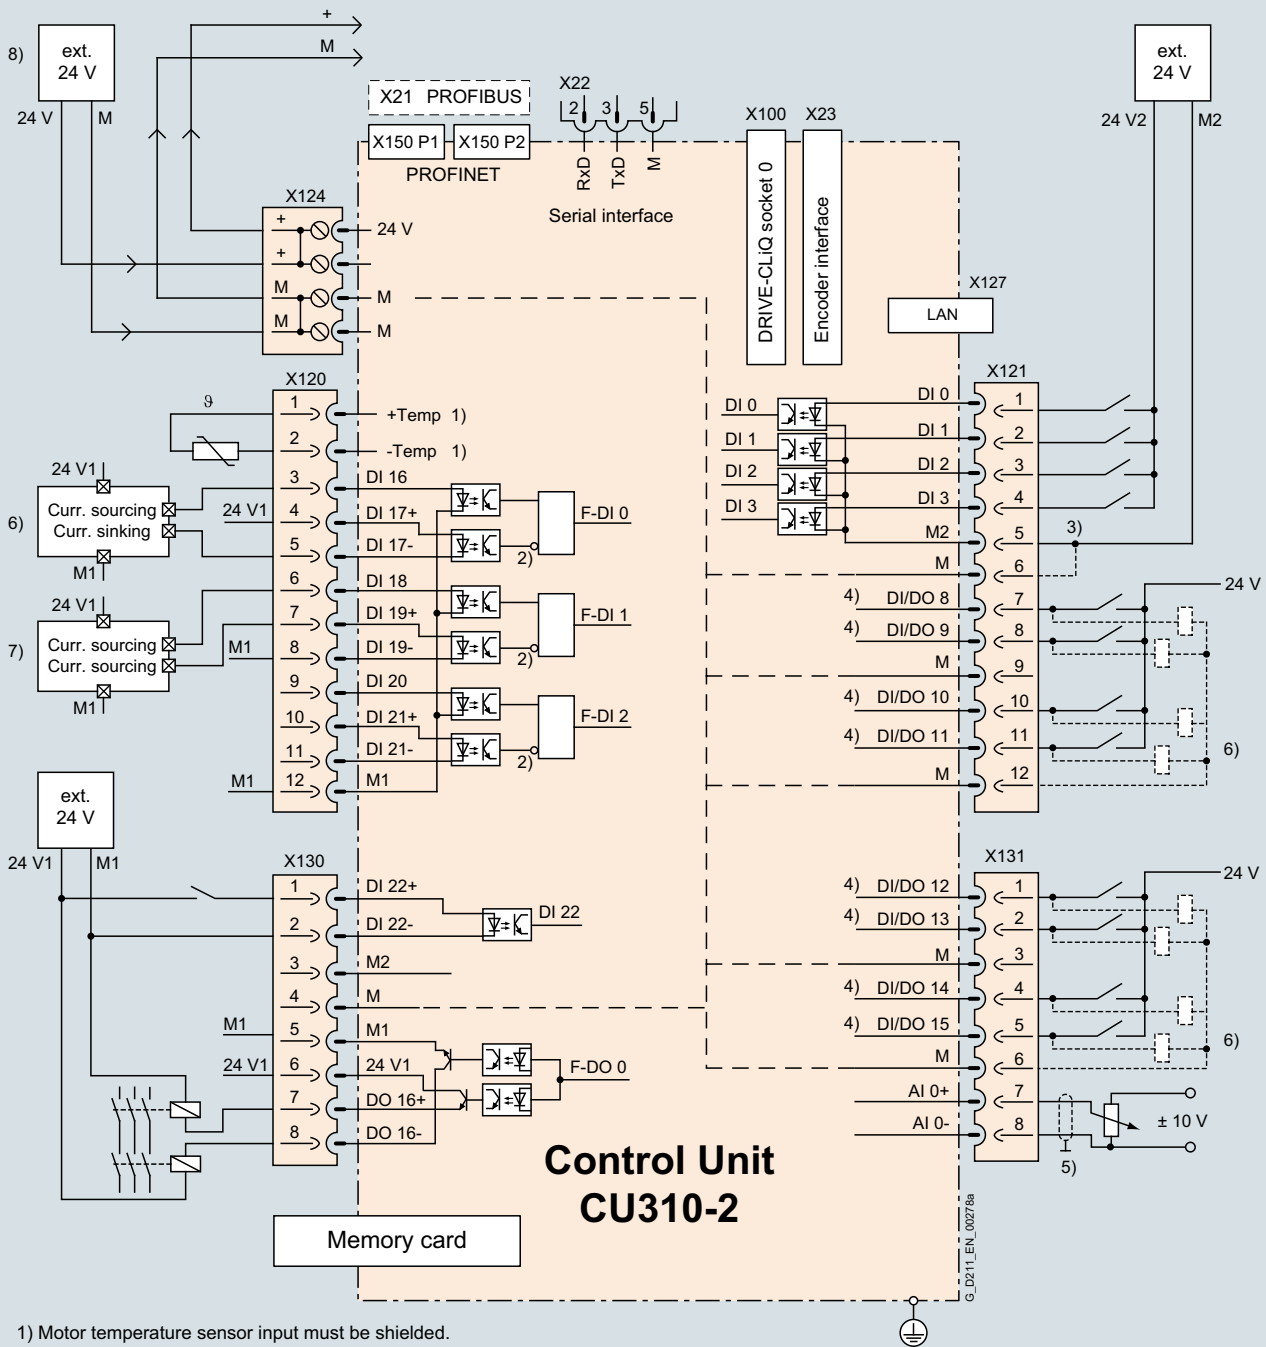 +
M
8)
ext.
24 V
24 V
M
X21 PROFIBUS
X150 P1
X150 P2
PROFINET
X22
2
3
5
RxD
TxD
M
Serial interface
X100
X23
DRIVE-CLiQ socket 0
Encoder interface
ext.
24 V
24 V2
M2
X124
+
+
M
M
24 V
M
M
X127
LAN
X120
ϑ
1
2
3
4
5
6
7
8
9
10
11
12
+Temp 1)
-Temp 1)
DI 16
DI 17+
DI 17-
DI 18
DI 19+
DI 19-
DI 20
DI 21+
DI 21-
M1
2)
2)
2)
F-DI 0
F-DI 1
F-DI 2
6)
24 V1
Curr. sourcing
Curr. sinking
M1
24 V1
7)
24 V1
Curr. sourcing
Curr. sourcing
M1
M1
M1
X121
DI 0
DI 1
DI 2
DI 3
DI 0
DI 1
DI 2
DI 3
M2
M
4) DI/DO 8
4) DI/DO 9
M
4) DI/DO 10
4) DI/DO 11
M
1
2
3
4
5
6
7
8
9
10
11
12
3)
24 V
6)
ext.
24 V
24 V1
M1
X130
1
2
3
4
5
6
7
8
M1
24 V1
DI 22+
DI 22-
M2
M
M1
24 V1
DO 16+
DO 16-
DI 22
F-DO 0
X131
4) DI/DO 12
4) DI/DO 13
M
4) DI/DO 14
4) DI/DO 15
M
AI 0+
AI 0-
1
2
3
4
5
6
7
8
24 V
6)
± 10 V
5)
Control Unit
CU310-2
Memory card
G_D211_EN_00278a
1) Motor temperature sensor input must be shielded.